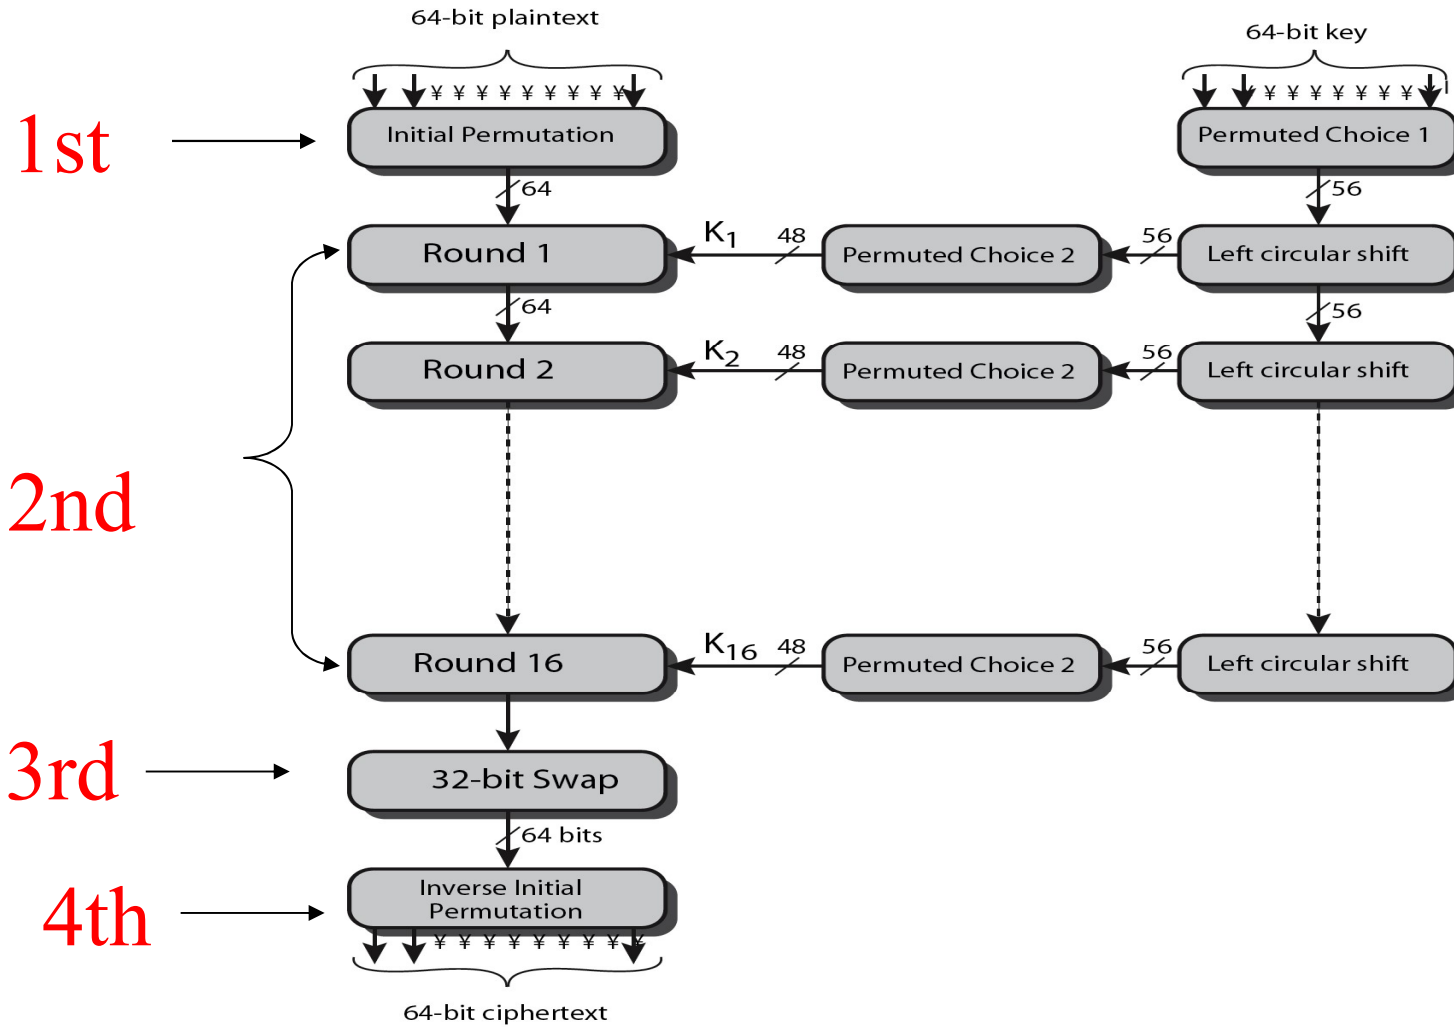 64-bit plaintext
64-bit key
¥ ¥ ¥ ¥ ¥ ¥ ¥ ¥ ¥
¥ ¥ ¥ ¥ ¥ ¥ ¥ ¥
1st
Initial Permutation
Permuted Choice 1
64
56
Round 1
K1
48
Permuted Choice 2
56
Left circular shift
64
56
Round 2
K2
48
Permuted Choice 2
56
Left circular shift
2nd
Round 16
K16
48
Permuted Choice 2
56
Left circular shift
3rd
32-bit Swap
64 bits
4th
Inverse Initial
Permutation
¥ ¥ ¥ ¥ ¥ ¥ ¥ ¥ ¥
64-bit ciphertext